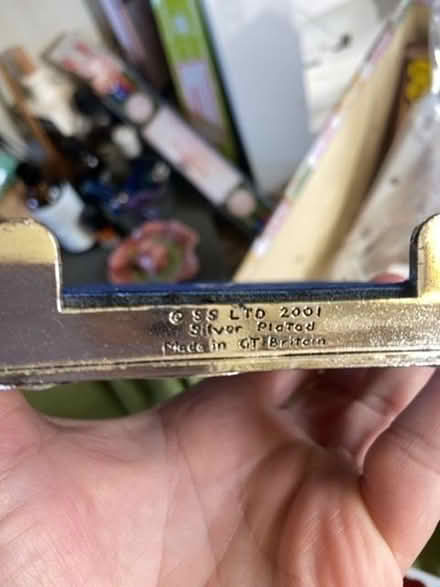 © SS LTD 2001
Silver Plated
Made in GT Britain